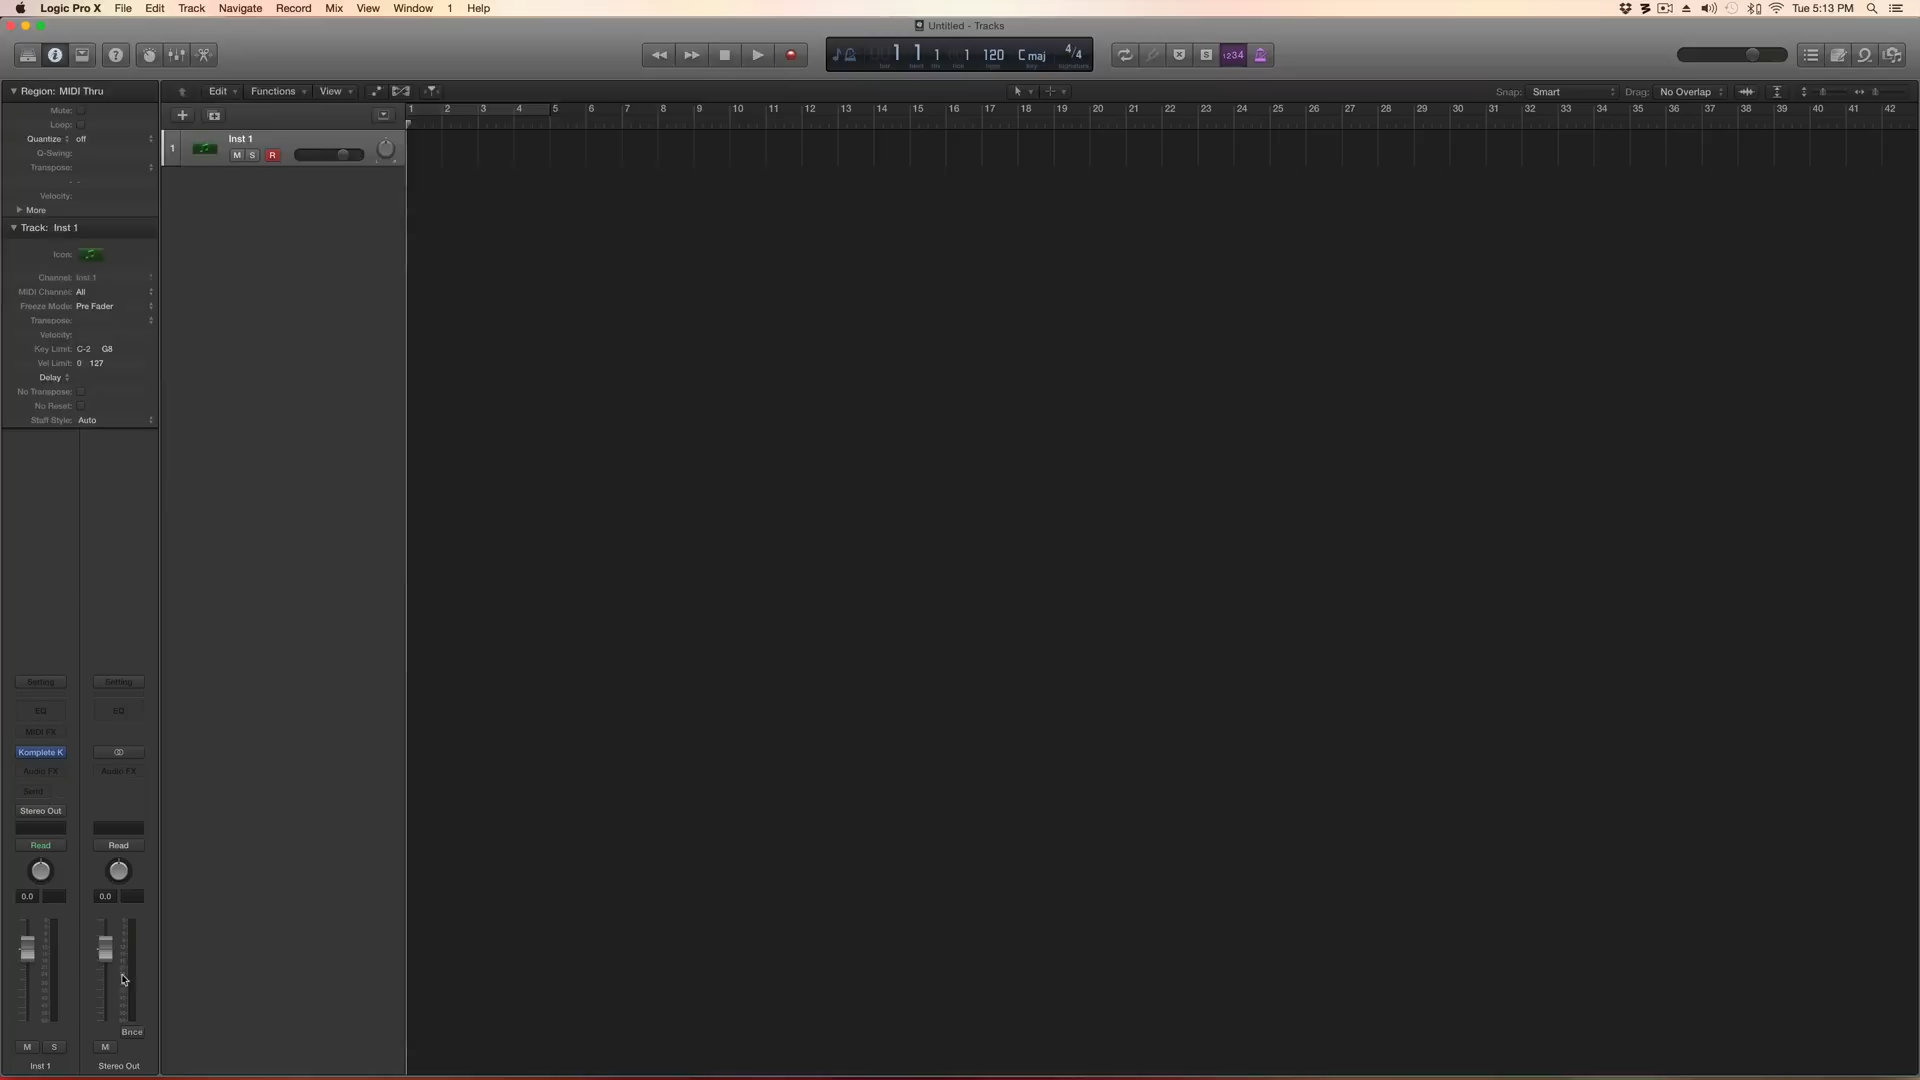 Logic Pro X File Edit Track Navigate Record Mix View Window 1 Help Tue 5:13 PM
Untitled - Tracks
1 1 1 1 120 C maj 4/4
S 1234
Region: MIDI Thru Edit Functions View Snap: Smart Drag: No Overlap
Mute:
Loop:
Quantize off
Q-Swing:
Transpose:
Velocity:
More
1 2 3 4 5 6 7 8 9 10 11 12 13 14 15 16 17 18 19 20 21 22 23 24 25 26 27 28 29 30 31 32 33 34 35 36 37 38 39 40 41 42
1 Inst 1
M S R
Track: Inst 1
Icon:
Channel: Inst 1
MIDI Channel: All
Freeze Mode: Pre Fader
Transpose:
Velocity:
Key Limit: C-2 G8
Vel Limit: 0 127
Delay
No Transpose:
No Reset:
Staff Style: Auto
Setting Setting
EQ EQ
MIDI FX
Komplete K
Audio FX Audio FX
Send
Stereo Out
Read Read
0.0 0.0
Bnce
M S M
Inst 1 Stereo Out